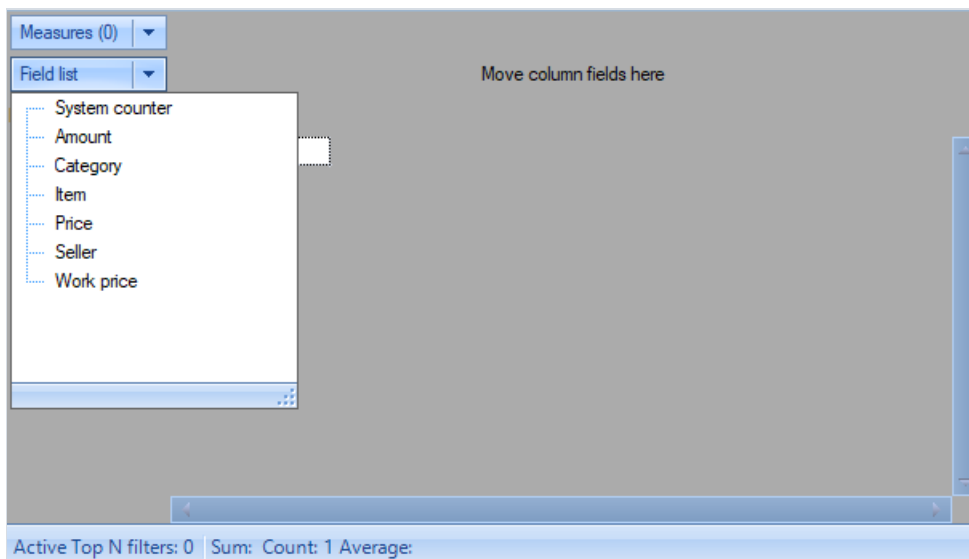 Measures (0)
Field list
Move column fields here
System counter
Amount
Category
Item
Price
Seller
Work price
Active Top N filters: 0 Sum: Count: 1 Average: